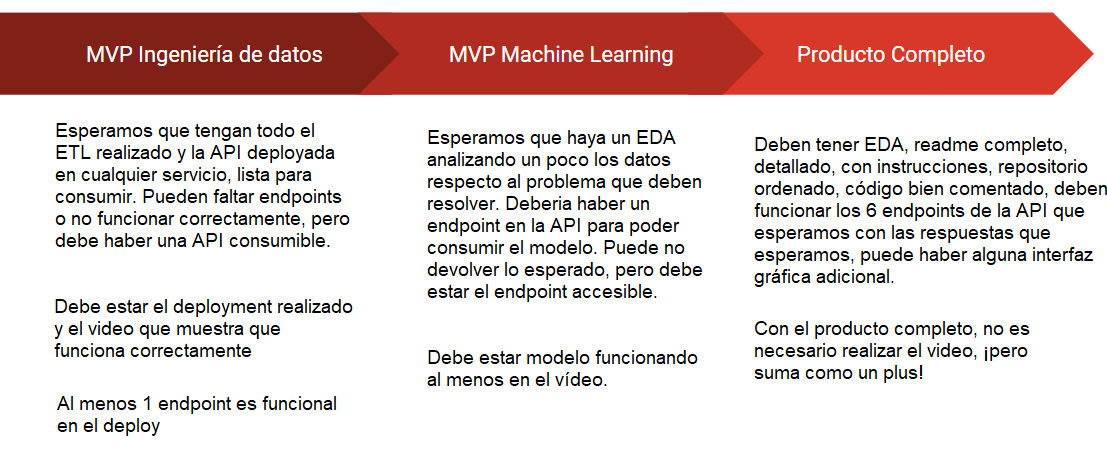 MVP Ingeniería de datos
MVP Machine Learning
Producto Completo
Esperamos que tengan todo el
ETL realizado y la API deployada
en cualquier servicio, lista para
consumir. Pueden faltar endpoints
o no funcionar correctamente, pero
debe haber una API consumible.
Debe estar el deployment realizado
y el video que muestra que
funciona correctamente
Al menos 1 endpoint es funcional
en el deploy
Esperamos que haya un EDA
analizando un poco los datos
respecto al problema que deben
resolver. Deberia haber un
endpoint en la API para poder
consumir el modelo. Puede no
devolver lo esperado, pero debe
estar el endpoint accesible.
Debe estar modelo funcionando
al menos en el vídeo.
Deben tener EDA, readme completo,
detallado, con instrucciones, repositorio
ordenado, código bien comentado, deben
funcionar los 6 endpoints de la API que
esperamos con las respuestas que
esperamos, puede haber alguna interfaz
gráfica adicional.
Con el producto completo, no es
necesario realizar el video, ¡pero
suma como un plus!